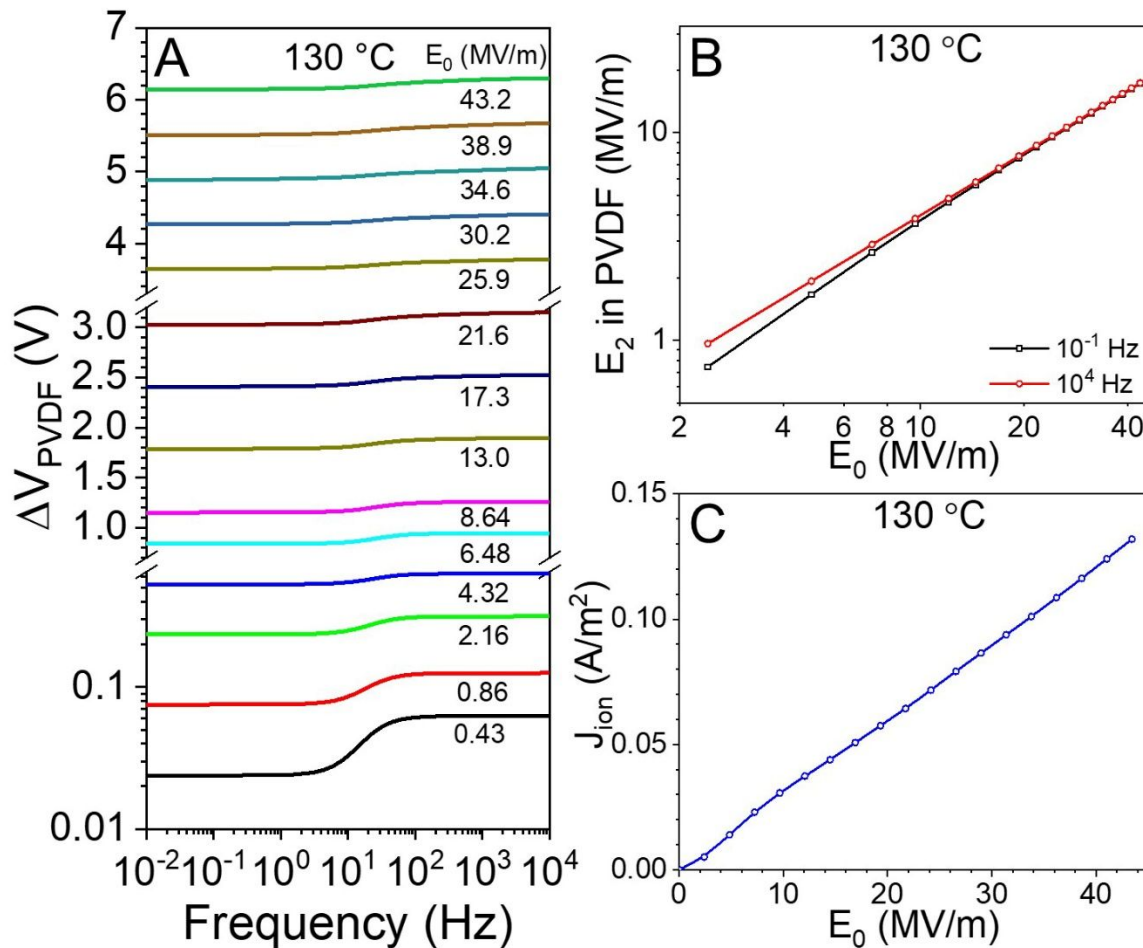 A
130 °C
E₀ (MV/m)
43.2
38.9
34.6
30.2
25.9
21.6
17.3
13.0
8.64
6.48
4.32
2.16
0.86
0.43
7
6
5
4
3.0
2.5
2.0
1.5
1.0
0.1
0.01
ΔV_PVDF (V)
10⁻² 10⁻¹ 10⁰ 10¹ 10² 10³ 10⁴
Frequency (Hz)
B
130 °C
E₂ in PVDF (MV/m)
10
1
10⁻¹ Hz
10⁴ Hz
2 4 6 8 10 20 40
E₀ (MV/m)
C
130 °C
J_ion (A/m²)
0.15
0.10
0.05
0.00
0 10 20 30 40
E₀ (MV/m)